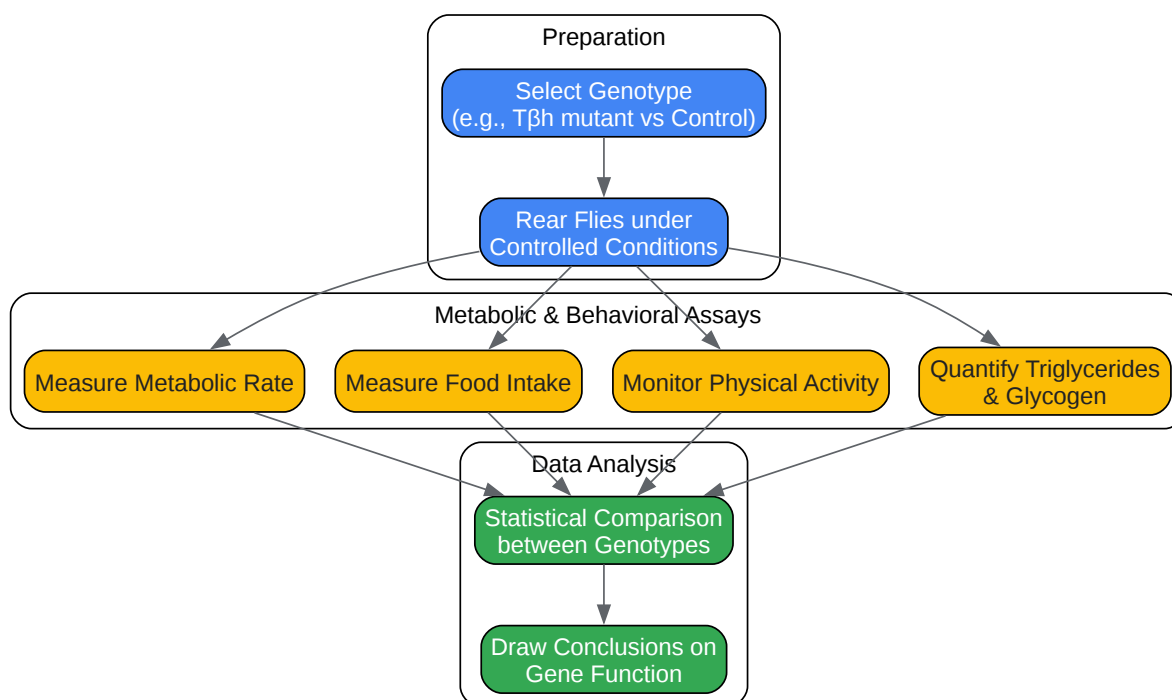 Preparation
Select Genotype
(e.g., Tβh mutant vs Control)
Rear Flies under
Controlled Conditions
Metabolic & Behavioral Assays
Measure Metabolic Rate
Measure Food Intake
Monitor Physical Activity
Quantify Triglycerides
& Glycogen
Data Analysis
Statistical Comparison
between Genotypes
Draw Conclusions on
Gene Function